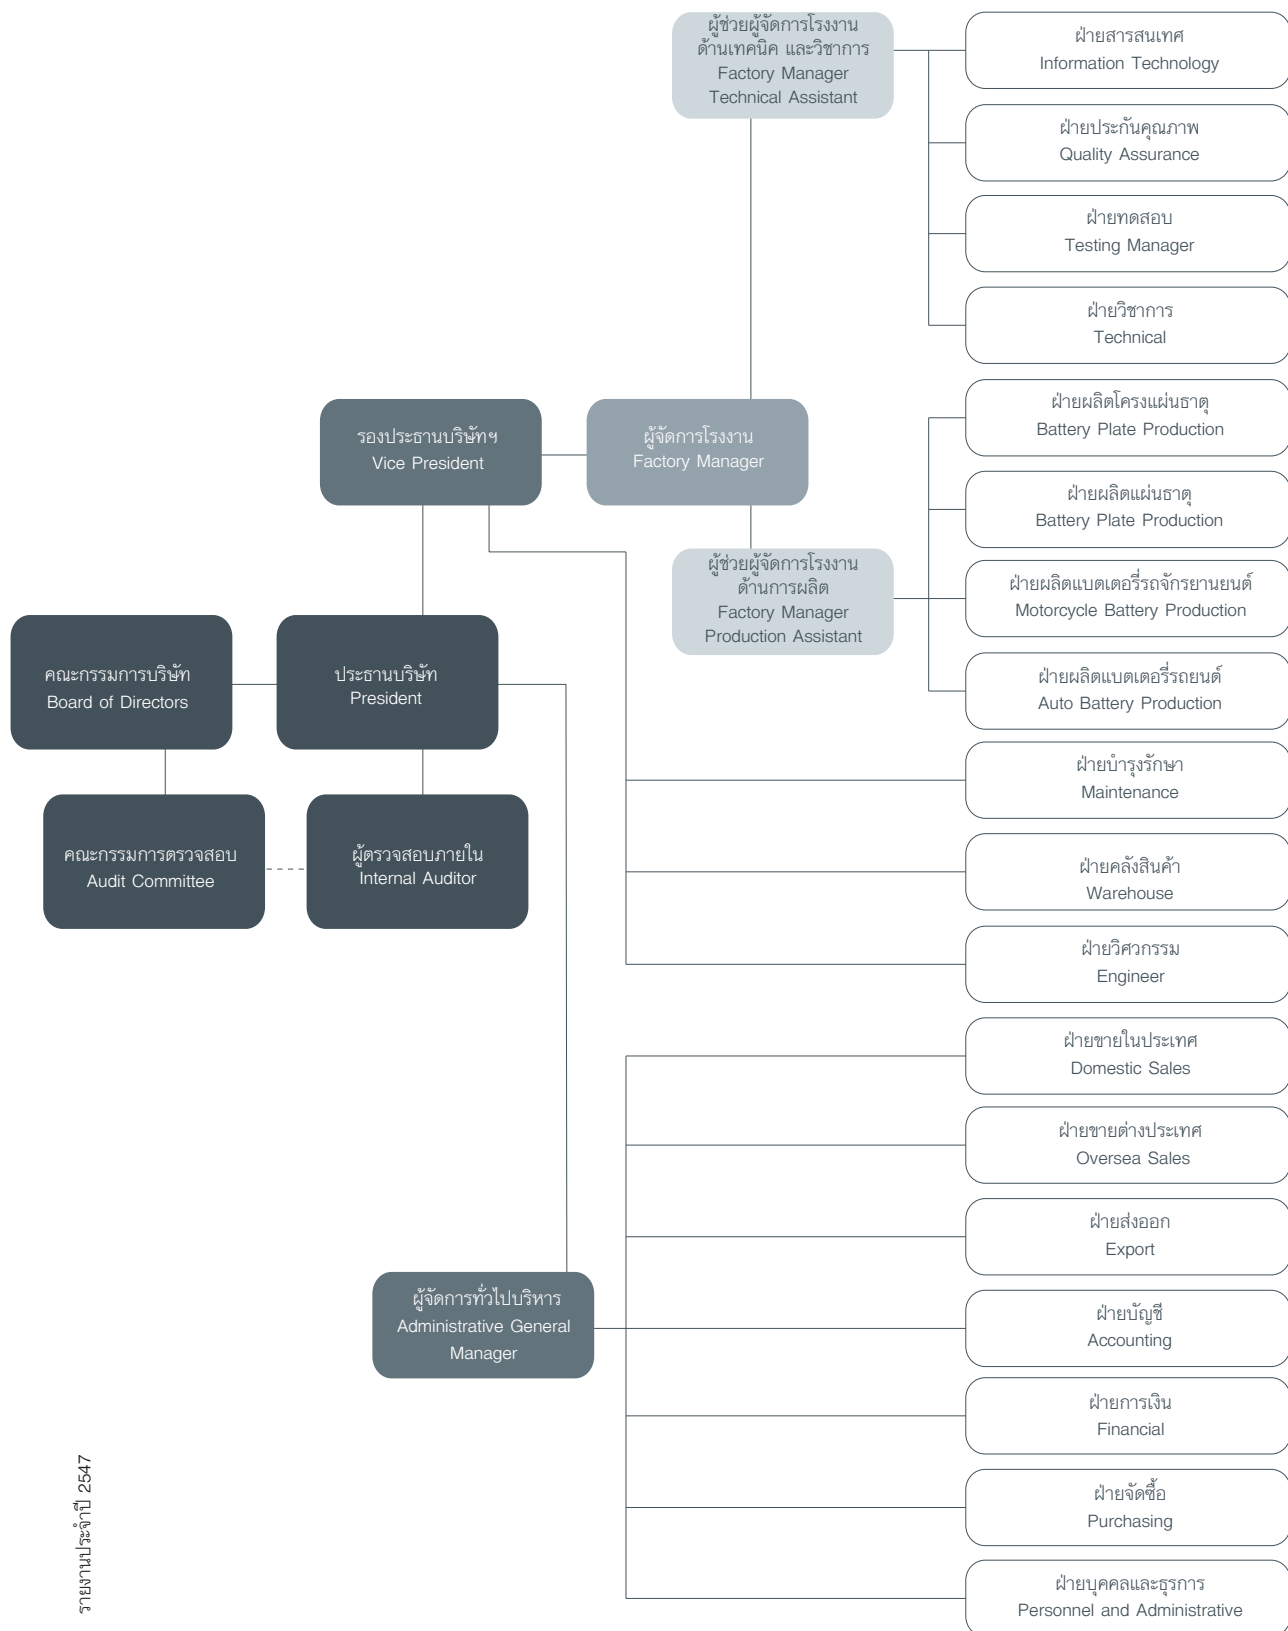 ผู้ช่วยผู้จัดการโรงงาน
ด้านเทคนิค และวิชาการ
Factory Manager
Technical Assistant
ฝ่ายสารสนเทศ
Information Technology
ฝ่ายประกันคุณภาพ
Quality Assurance
ฝ่ายทดสอบ
Testing Manager
ฝ่ายวิชาการ
Technical
รองประธานบริษัทฯ
Vice President
ผู้จัดการโรงงาน
Factory Manager
ฝ่ายผลิตโครงแผ่นธาตุ
Battery Plate Production
ฝ่ายผลิตแผ่นธาตุ
Battery Plate Production
ผู้ช่วยผู้จัดการโรงงาน
ด้านการผลิต
Factory Manager
Production Assistant
ฝ่ายผลิตแบตเตอรี่รถจักรยานยนต์
Motorcycle Battery Production
ฝ่ายผลิตแบตเตอรี่รถยนต์
Auto Battery Production
คณะกรรมการบริษัท
Board of Directors
ประธานบริษัท
President
ฝ่ายบำรุงรักษา
Maintenance
คณะกรรมการตรวจสอบ
Audit Committee
ผู้ตรวจสอบภายใน
Internal Auditor
ฝ่ายคลังสินค้า
Warehouse
ฝ่ายวิศวกรรม
Engineer
ฝ่ายขายในประเทศ
Domestic Sales
ฝ่ายขายต่างประเทศ
Oversea Sales
ฝ่ายส่งออก
Export
ผู้จัดการทั่วไปบริหาร
Administrative General
Manager
ฝ่ายบัญชี
Accounting
ฝ่ายการเงิน
Financial
ฝ่ายจัดซื้อ
Purchasing
ฝ่ายบุคคลและธุรการ
Personnel and Administrative
รายงานประจำปี 2547